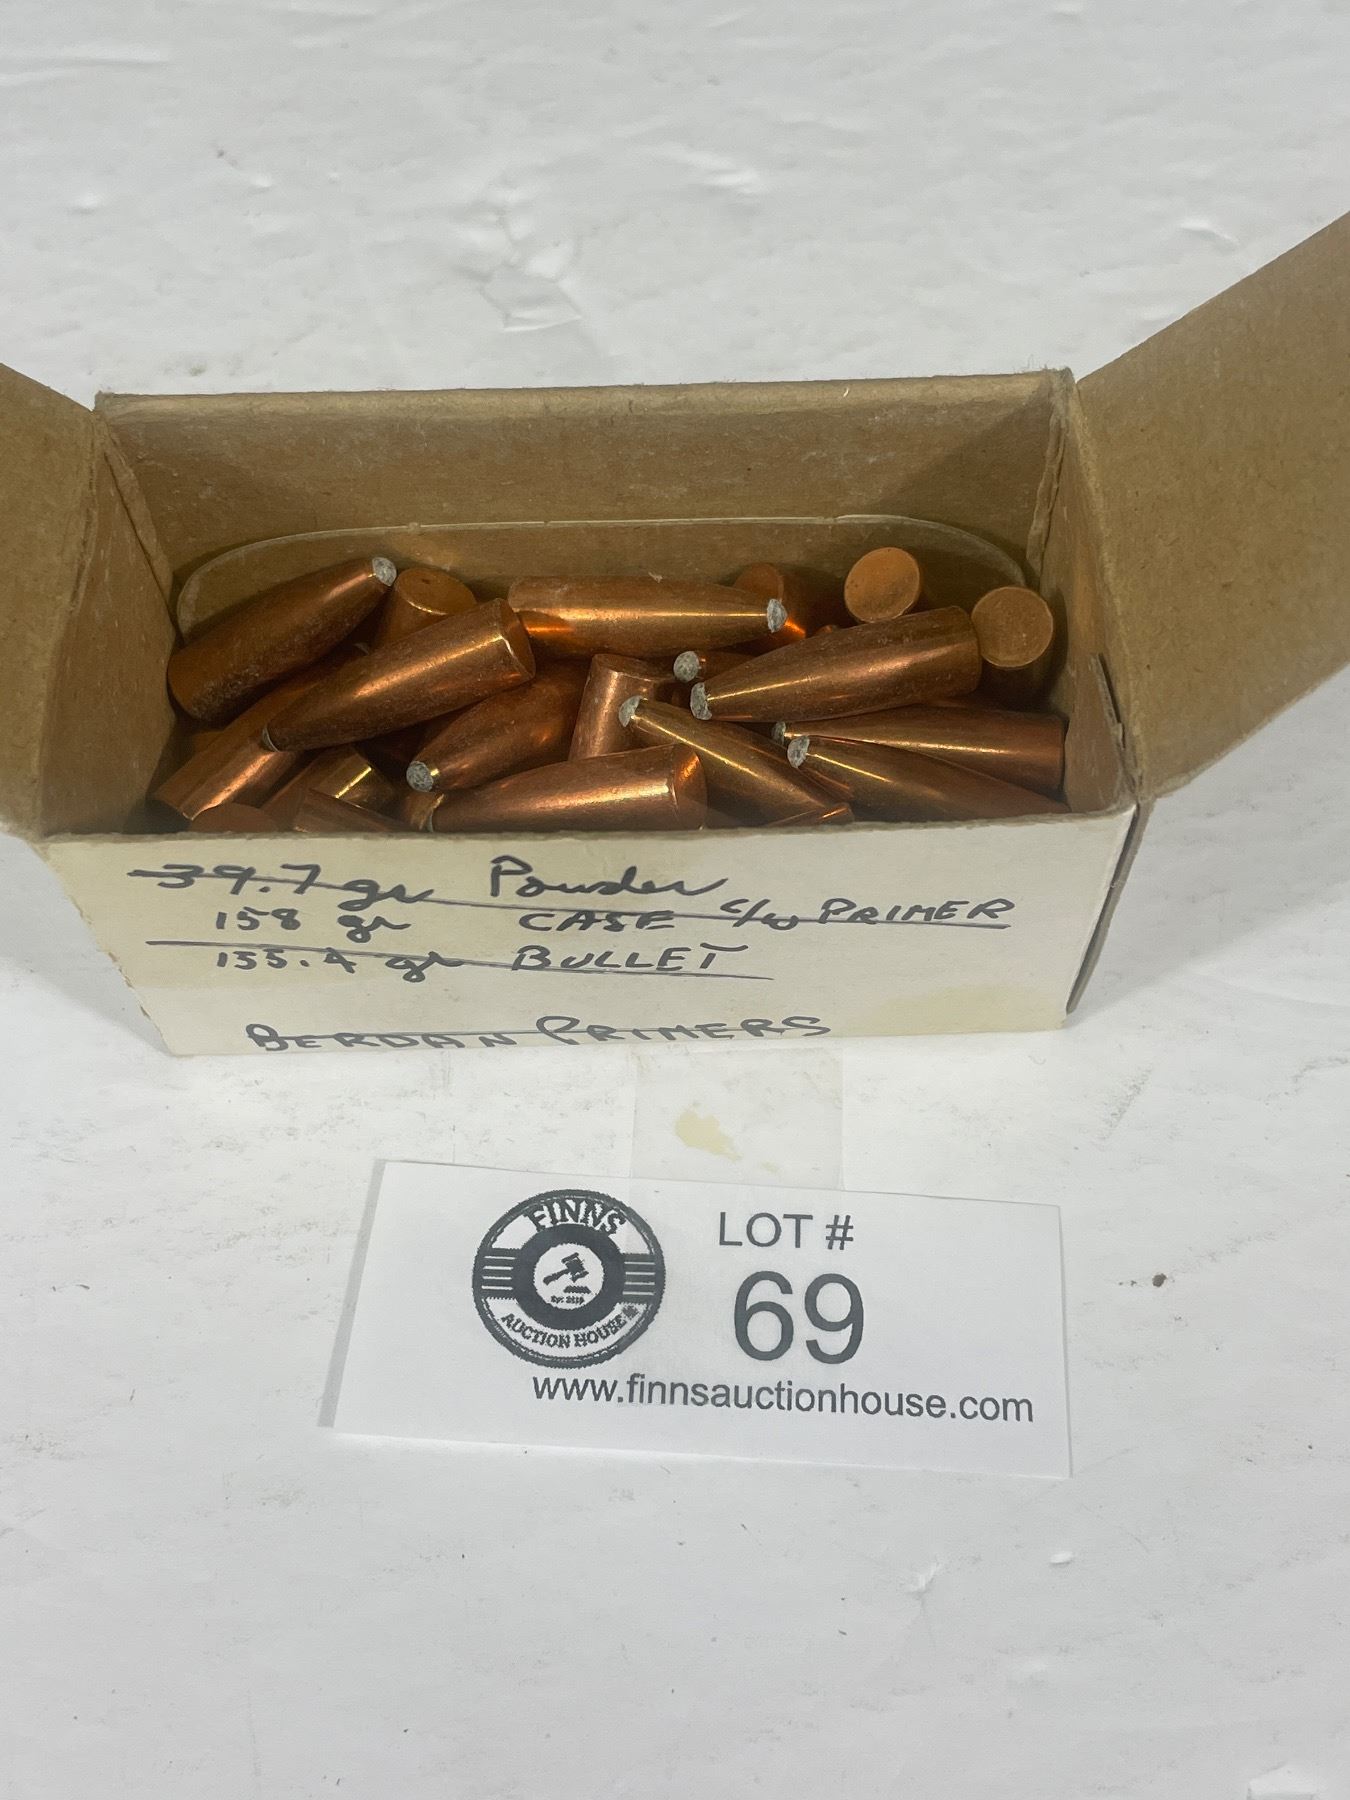 39.7 gr Powder
158 gr CASE c/w PRIMER
155.4 gr BULLET
BERDAN PRIMERS
FINNS
AUCTION HOUSE
LOT #
69
www.finnsauctionhouse.com